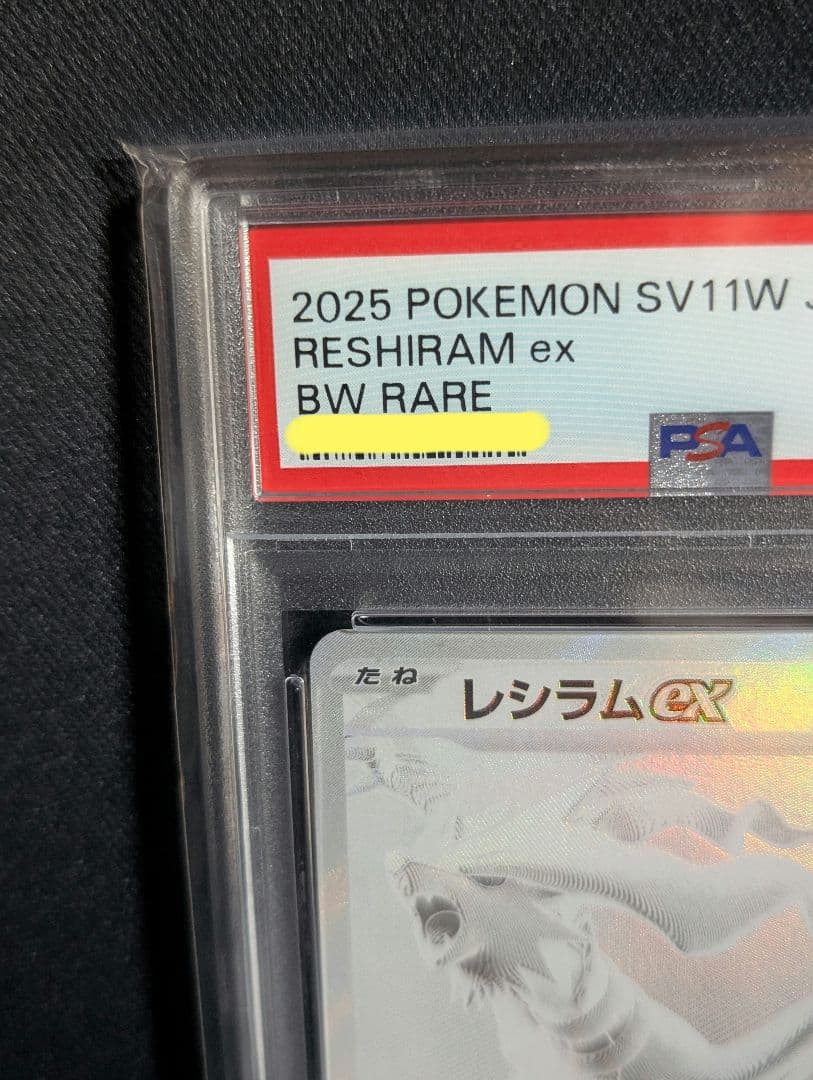 2025 POKEMON SV11W
RESHIRAM ex
BW RARE
PSA
たね
レシラムex